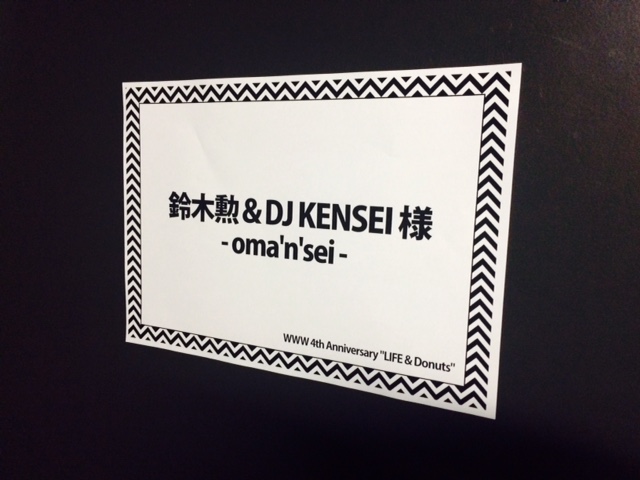 鈴木勲 & DJ KENSEI 様
- oma'n'sei -
WWW 4th Anniversary "LIFE & Donuts"